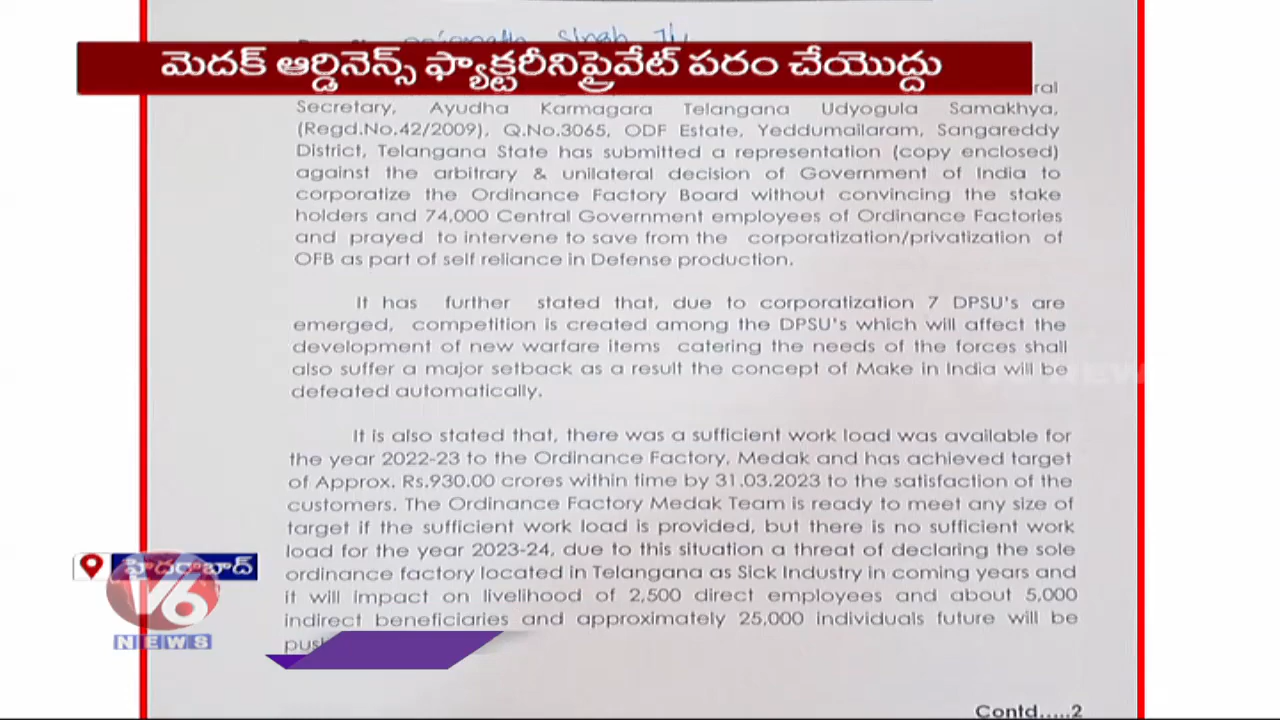 Singh Ji,
మెదక్ ఆర్డినెన్స్ ఫ్యాక్టరీని ప్రైవేట్ పరం చేయొద్దు
ral
Secretary, Ayudha Karmagara Telangana Udyogula Samakhya,
(Regd.No.42/2009), Q.No.3065, ODF Estate, Yeddumailaram, Sangareddy
District, Telangana State has submitted a representation (copy enclosed)
against the arbitrary & unilateral decision of Government of India to
corporatize the Ordinance Factory Board without convincing the stake
holders and 74,000 Central Government employees of Ordinance Factories
and prayed to intervene to save from the corporatization/privatization of
OFB as part of self reliance in Defense production.
It has further stated that, due to corporatization 7 DPSU's are
emerged, competition is created among the DPSU's which will affect the
development of new warfare items catering the needs of the forces shall
also suffer a major setback as a result the concept of Make in India will be
defeated automatically.
It is also stated that, there was a sufficient work load was available for
the year 2022-23 to the Ordinance Factory, Medak and has achieved target
of Approx. Rs.930.00 crores within time by 31.03.2023 to the satisfaction of the
customers. The Ordinance Factory Medak Team is ready to meet any size of
target if the sufficient work load is provided, but there is no sufficient work
load for the year 2023-24, due to this situation a threat of declaring the sole
ordinance factory located in Telangana as Sick Industry in coming years and
it will impact on livelihood of 2,500 direct employees and about 5,000
indirect beneficiaries and approximately 25,000 individuals future will be
హైదరాబాద్
V6
NEWS
Contd.....2